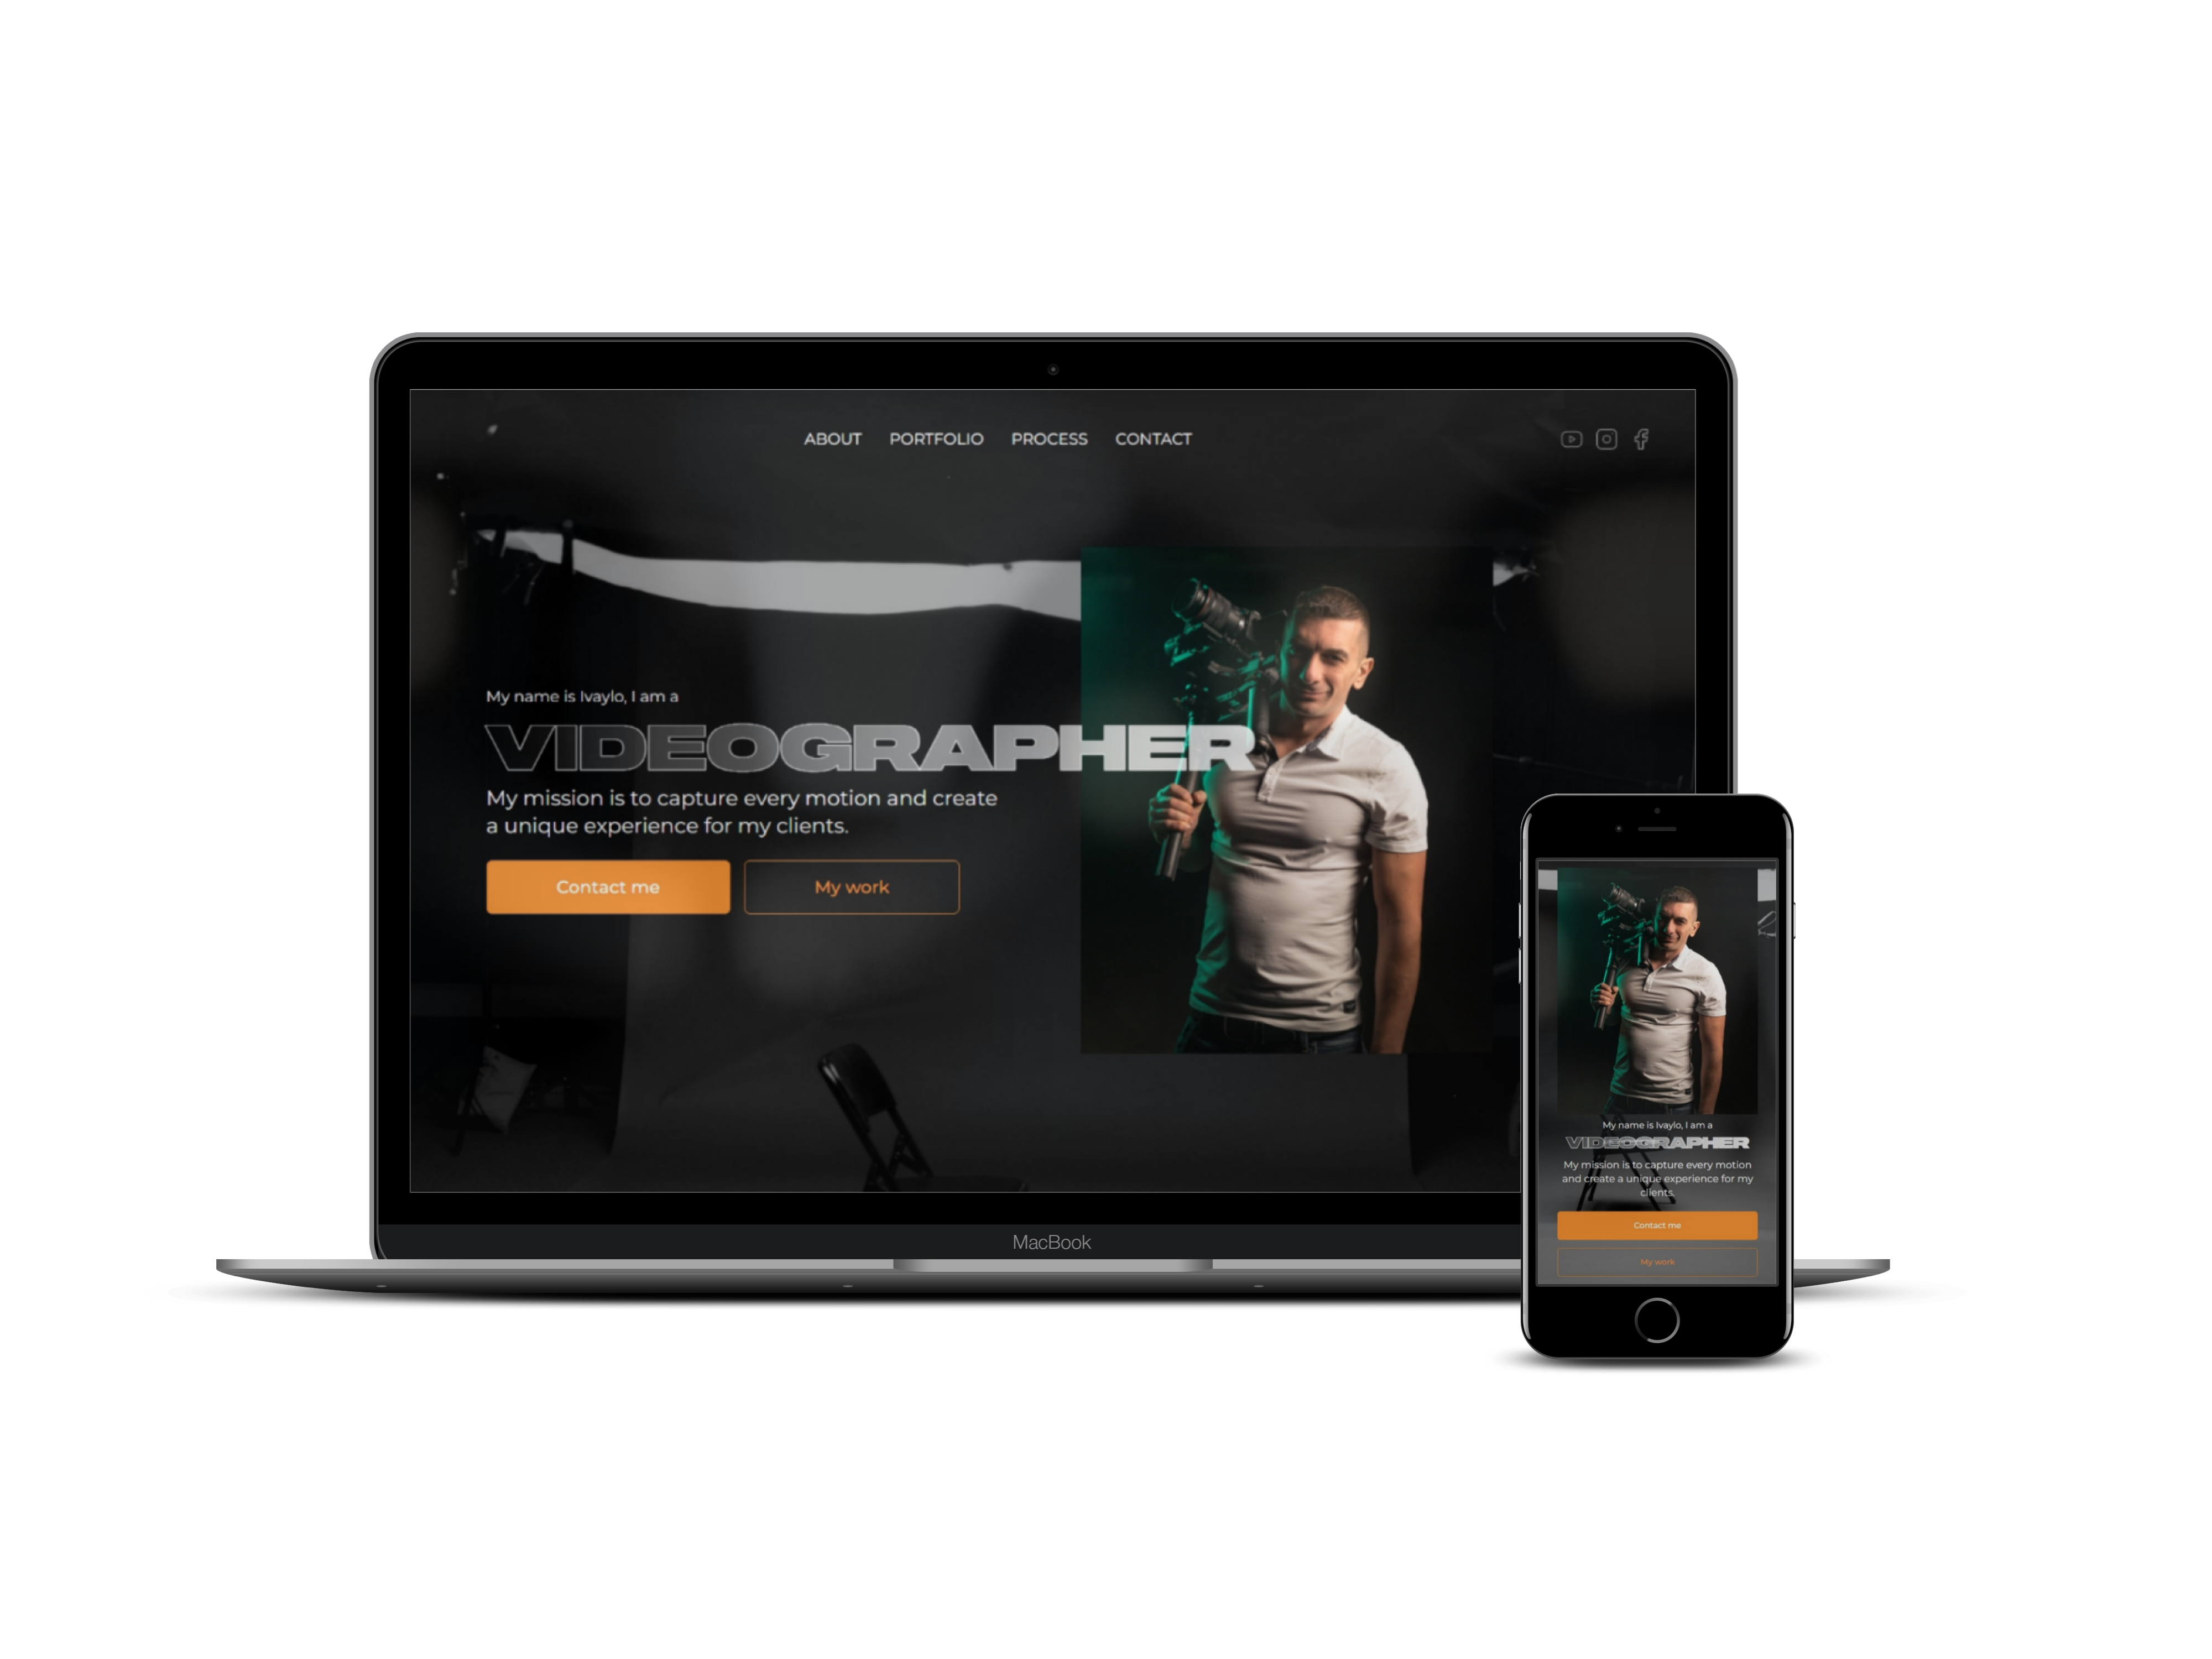 ABOUT PORTFOLIO PROCESS CONTACT
My name is Ivaylo, I am a
VIDEOGRAPHER
My mission is to capture every motion and create
a unique experience for my clients.
Contact me My work
MacBook
My name is Ivaylo, I am a
VIDEOGRAPHER
My mission is to capture every motion
and create a unique experience for my
clients.
Contact me
My work